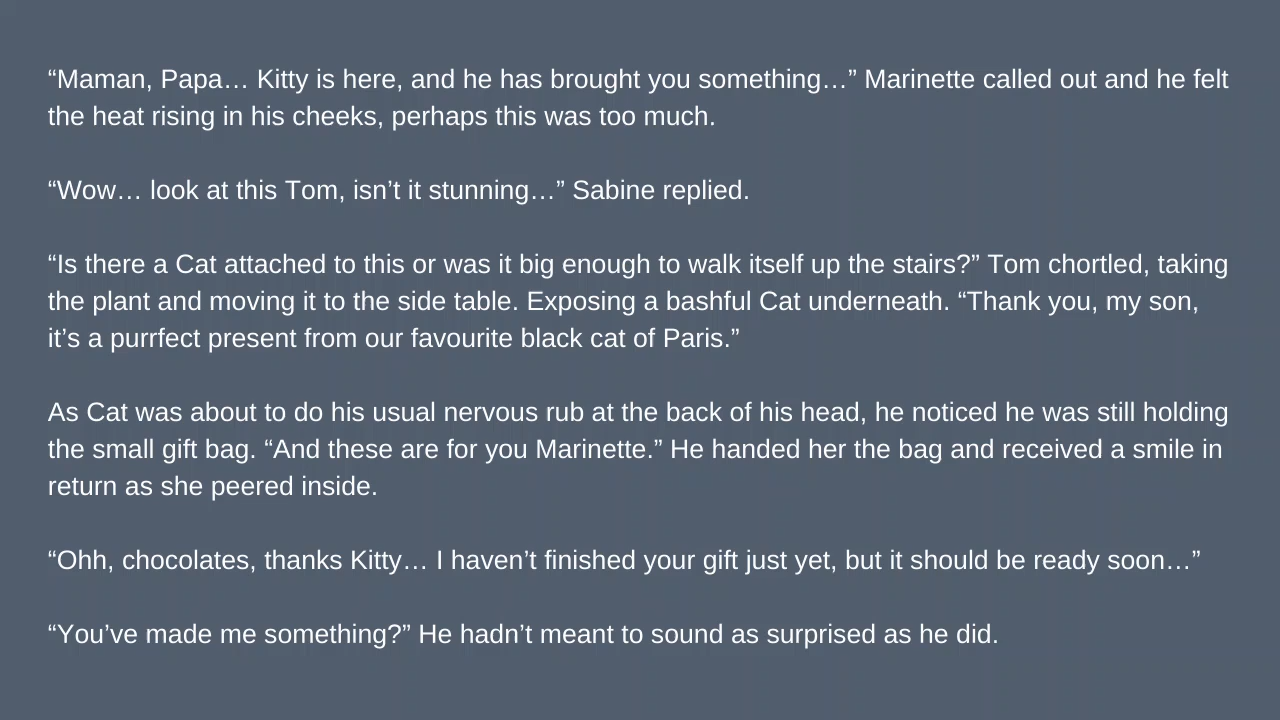 “Maman, Papa… Kitty is here, and he has brought you something…” Marinette called out and he felt
the heat rising in his cheeks, perhaps this was too much.
“Wow… look at this Tom, isn’t it stunning…” Sabine replied.
“Is there a Cat attached to this or was it big enough to walk itself up the stairs?” Tom chortled, taking
the plant and moving it to the side table. Exposing a bashful Cat underneath. “Thank you, my son,
it’s a purrfect present from our favourite black cat of Paris.”
As Cat was about to do his usual nervous rub at the back of his head, he noticed he was still holding
the small gift bag. “And these are for you Marinette.” He handed her the bag and received a smile in
return as she peered inside.
“Ohh, chocolates, thanks Kitty… I haven’t finished your gift just yet, but it should be ready soon…”
“You’ve made me something?” He hadn’t meant to sound as surprised as he did.